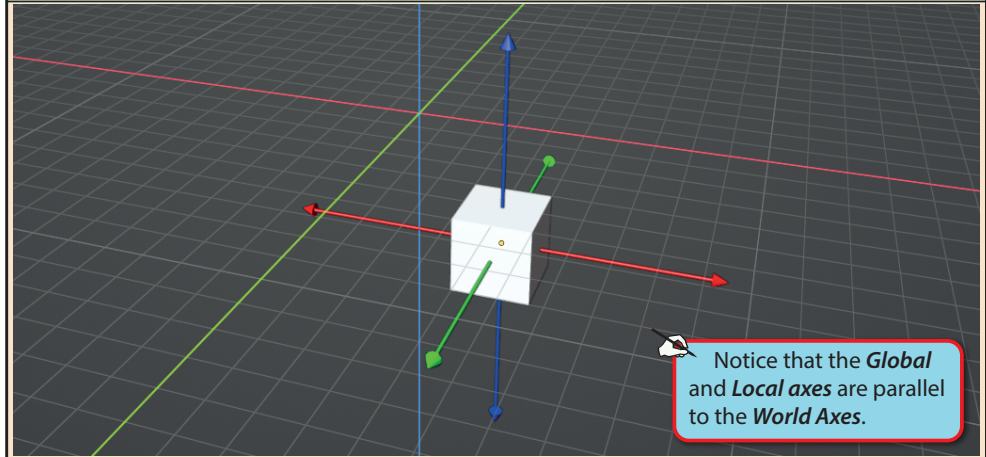 Notice that the Global
and Local axes are parallel
to the World Axes.